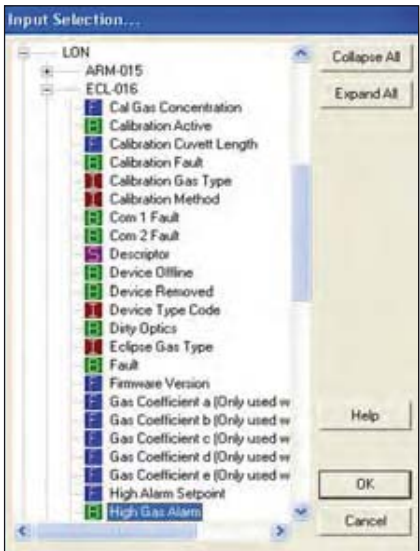 Input Selection...
LON
ARM-015
ECL-016
F Cal Gas Concentration
B Calibration Active
F Calibration Cuvett Length
B Calibration Fault
I Calibration Gas Type
I Calibration Method
B Com 1 Fault
B Com 2 Fault
S Descriptor
B Device Offline
B Device Removed
I Device Type Code
B Dirty Optics
I Eclipse Gas Type
B Fault
F Firmware Version
F Gas Coefficient a (Only used w
F Gas Coefficient b (Only used w
F Gas Coefficient c (Only used w
F Gas Coefficient d (Only used w
F Gas Coefficient e (Only used w
F High Alarm Setpoint
B High Gas Alarm
Collapse All
Expand All
Help
OK
Cancel